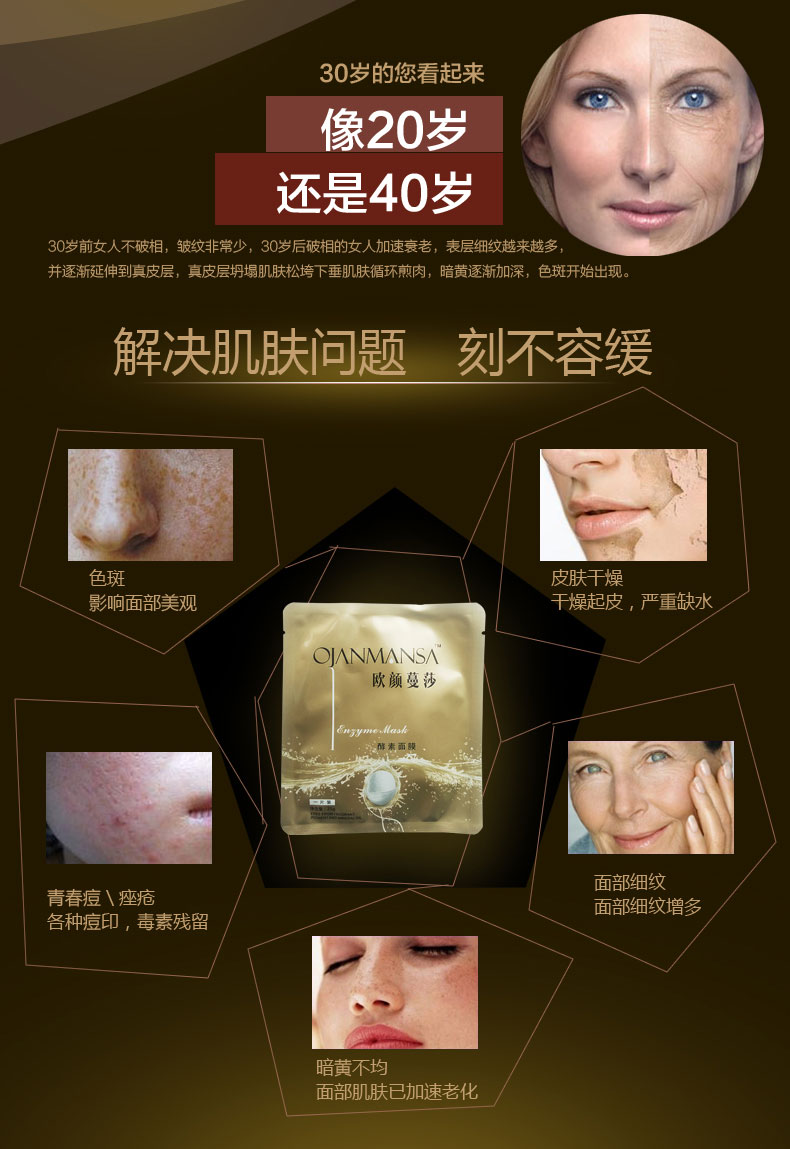 30岁的您看起来
像20岁
还是40岁
30岁前女人不破相，皱纹非常少，30岁后破相的女人加速衰老，表层细纹越来越多，
并逐渐延伸到真皮层，真皮层坍塌肌肤松垮下垂肌肤循环煎肉，暗黄逐渐加深，色斑开始出现。
解决肌肤问题 刻不容缓
色斑
影响面部美观
皮肤干燥
干燥起皮，严重缺水
OJANMANSA™
欧颜蔓莎
Enzyme Mask
酵素面膜
青春痘\痤疮
各种痘印，毒素残留
面部细纹
面部细纹增多
暗黄不均
面部肌肤已加速老化